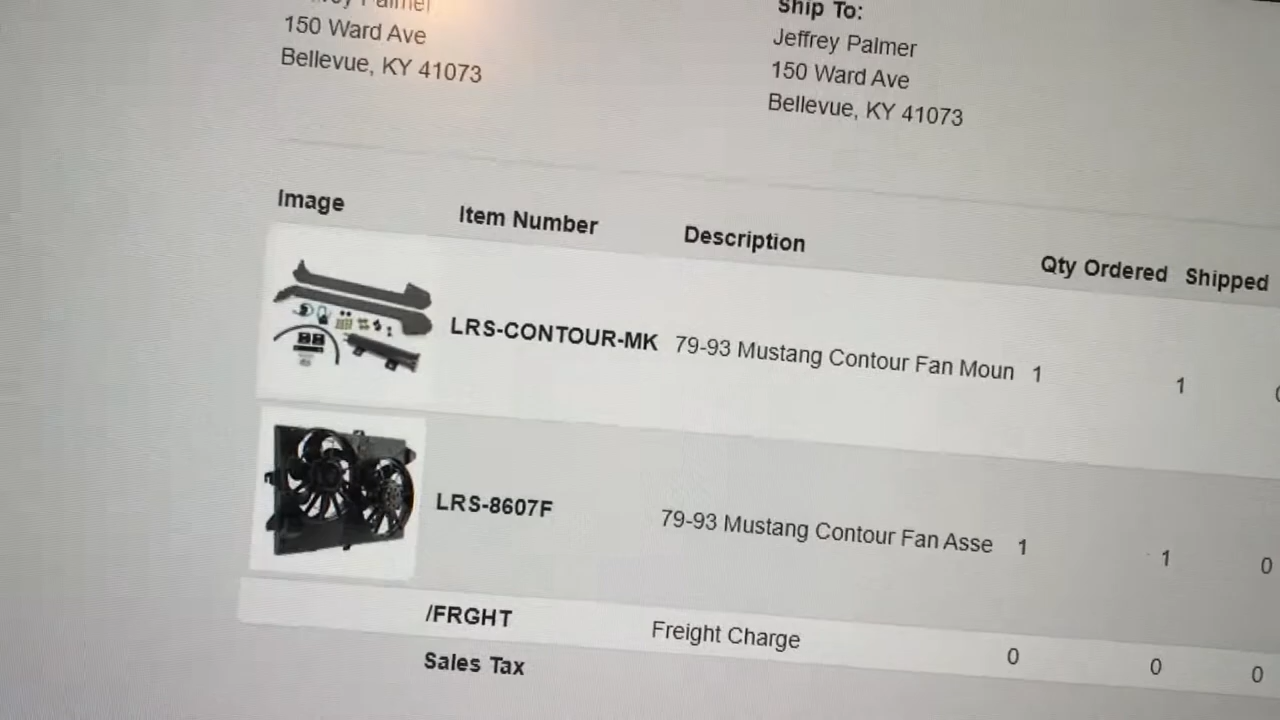 Palmer
150 Ward Ave
Bellevue, KY 41073
Ship To:
Jeffrey Palmer
150 Ward Ave
Bellevue, KY 41073
Image Item Number Description Qty Ordered Shipped
LRS-CONTOUR-MK 79-93 Mustang Contour Fan Moun 1 1
LRS-8607F 79-93 Mustang Contour Fan Asse 1 1 0
/FRGHT Freight Charge 0 0 0
Sales Tax